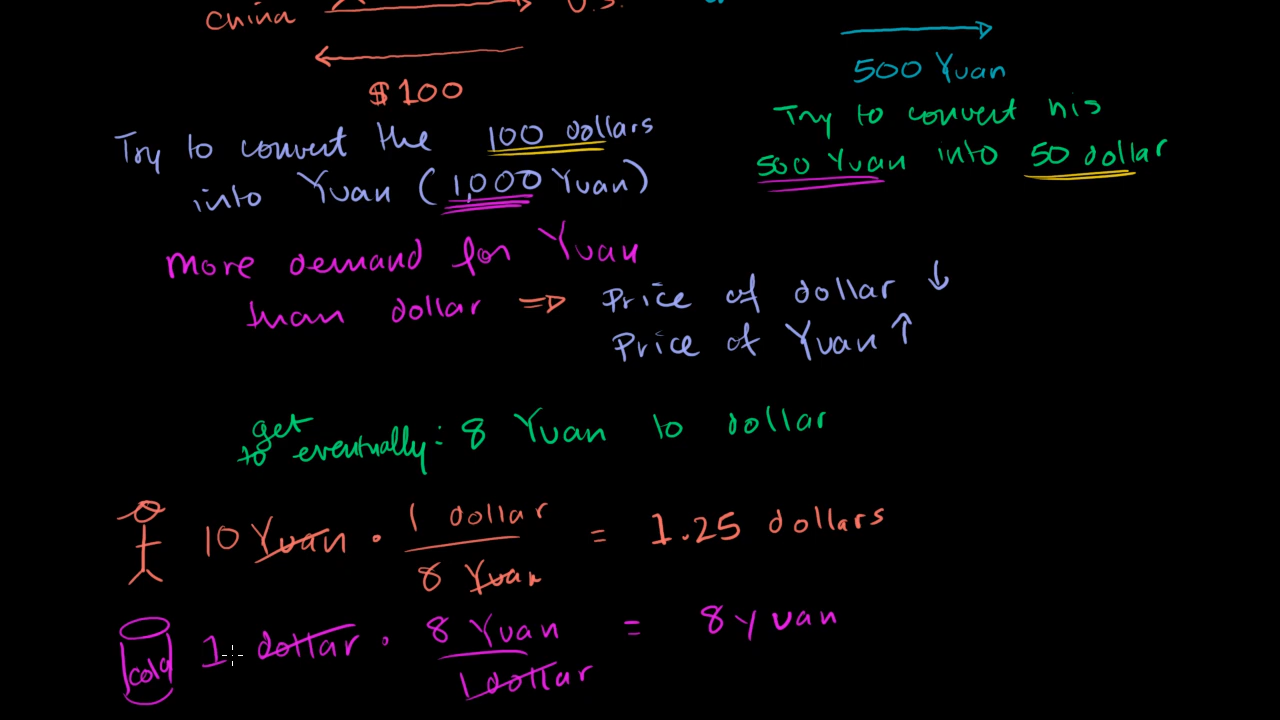 China U.S.
$100
500 Yuan
Try to convert the 100 dollars
into Yuan (1,000 Yuan)
Try to convert his
500 Yuan into 50 dollar
More demand for Yuan
than dollar ⇒ Price of dollar ↓
Price of Yuan ↑
get
to eventually: 8 Yuan to dollar
10 Yuan · 1 dollar / 8 Yuan = 1.25 dollars
cola 1 dollar · 8 Yuan / 1 dollar = 8 yuan